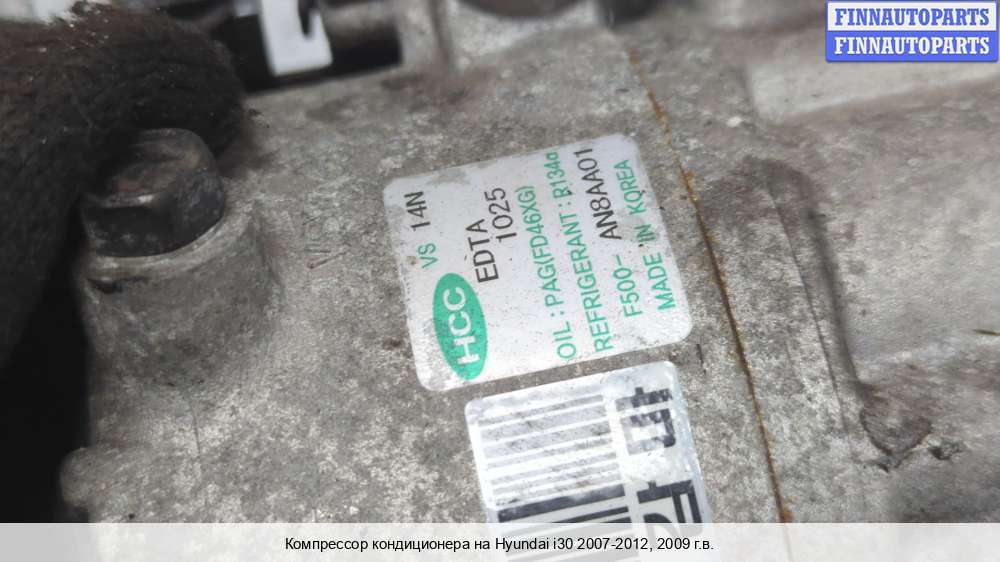 FINNAUTOPARTS
FINNAUTOPARTS
VS 14N
HCC
EDTA
1025
OIL : PAG(FD46XG)
REFRIGERANT : R134a
F500-AN8AA01
MADE IN KOREA
Компрессор кондиционера на Hyundai i30 2007-2012, 2009 г.в.